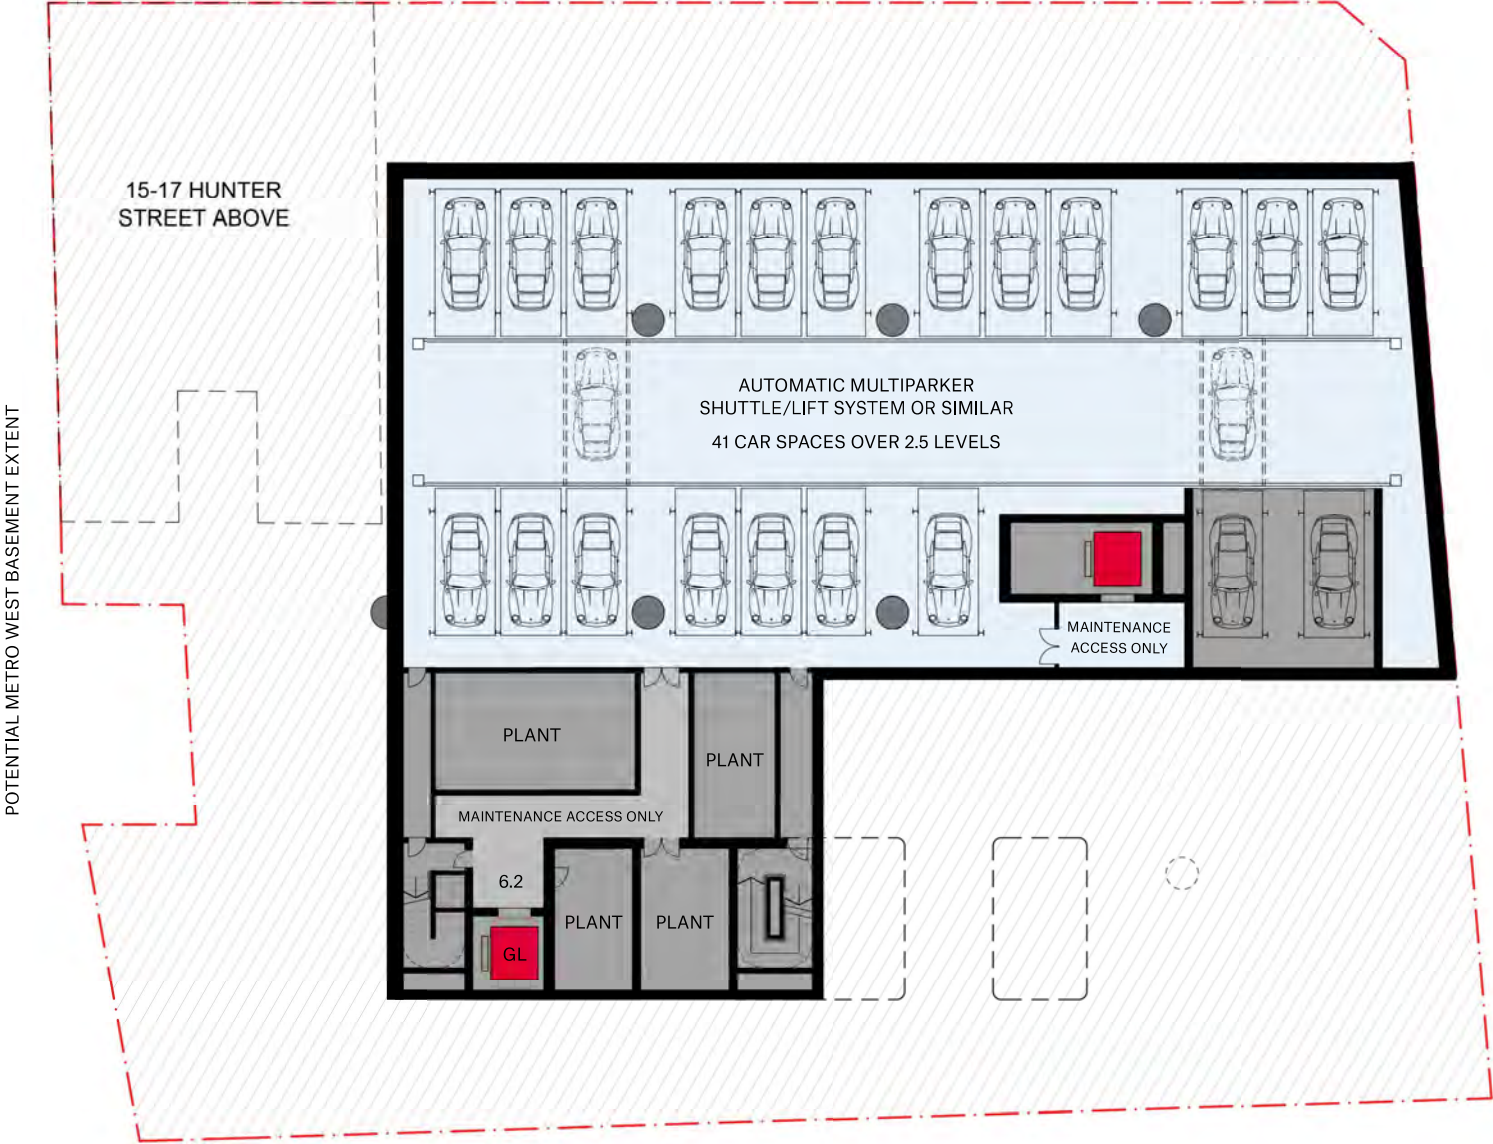 15-17 HUNTER
STREET ABOVE
POTENTIAL METRO WEST BASEMENT EXTENT
AUTOMATIC MULTIPARKER
SHUTTLE/LIFT SYSTEM OR SIMILAR
41 CAR SPACES OVER 2.5 LEVELS
MAINTENANCE
ACCESS ONLY
PLANT
PLANT
MAINTENANCE ACCESS ONLY
6.2
PLANT
PLANT
GL